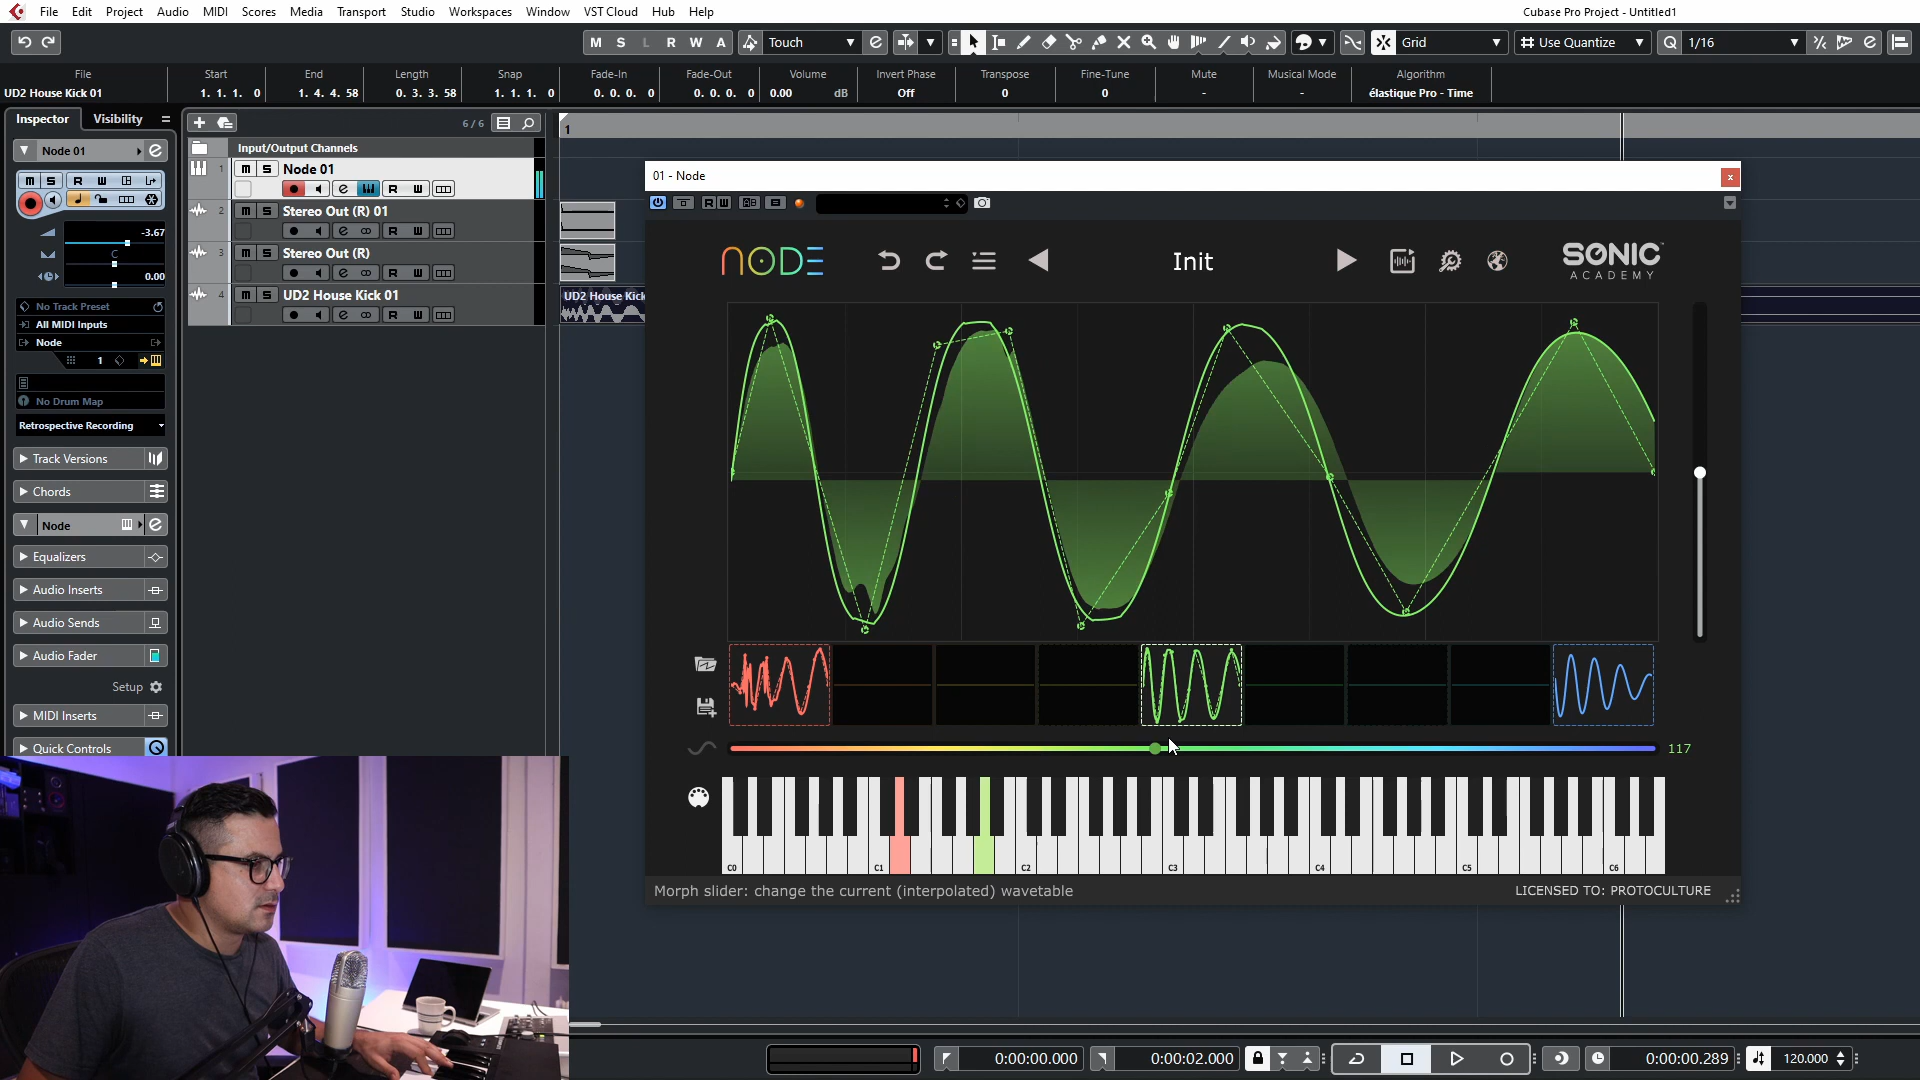 File Edit Project Audio MIDI Scores Media Transport Studio Workspaces Window VST Cloud Hub Help
Cubase Pro Project - Untitled1
M S L R W A Touch Grid Use Quantize 1/16
File Start End Length Snap Fade-In Fade-Out Volume Invert Phase Transpose Fine-Tune Mute Musical Mode Algorithm
UD2 House Kick 01 1. 1. 1. 0 1. 4. 4. 58 0. 3. 3. 58 1. 1. 1. 0 0. 0. 0. 0 0. 0. 0. 0 0.00 dB Off 0 0 - - élastique Pro - Time
Inspector Visibility
6 / 6
1
Input/Output Channels
Node 01
M S R W
-3.67
C
0.00
No Track Preset
All MIDI Inputs
Node
1
No Drum Map
Retrospective Recording
Track Versions
Chords
Node
Equalizers
Audio Inserts
Audio Sends
Audio Fader
Setup
MIDI Inserts
Quick Controls
1 M S Node 01
R W
2 M S Stereo Out (R) 01
R W
3 M S Stereo Out (R)
R W
4 M S UD2 House Kick 01
R W
UD2 House Kick
01 - Node
x
R W
NODE
Init
SONIC
ACADEMY
117
C0 C1 C2 C3 C4 C5 C6
Morph slider: change the current (interpolated) wavetable
LICENSED TO: PROTOCULTURE
0:00:00.000 0:00:02.000 0:00:00.289 120.000